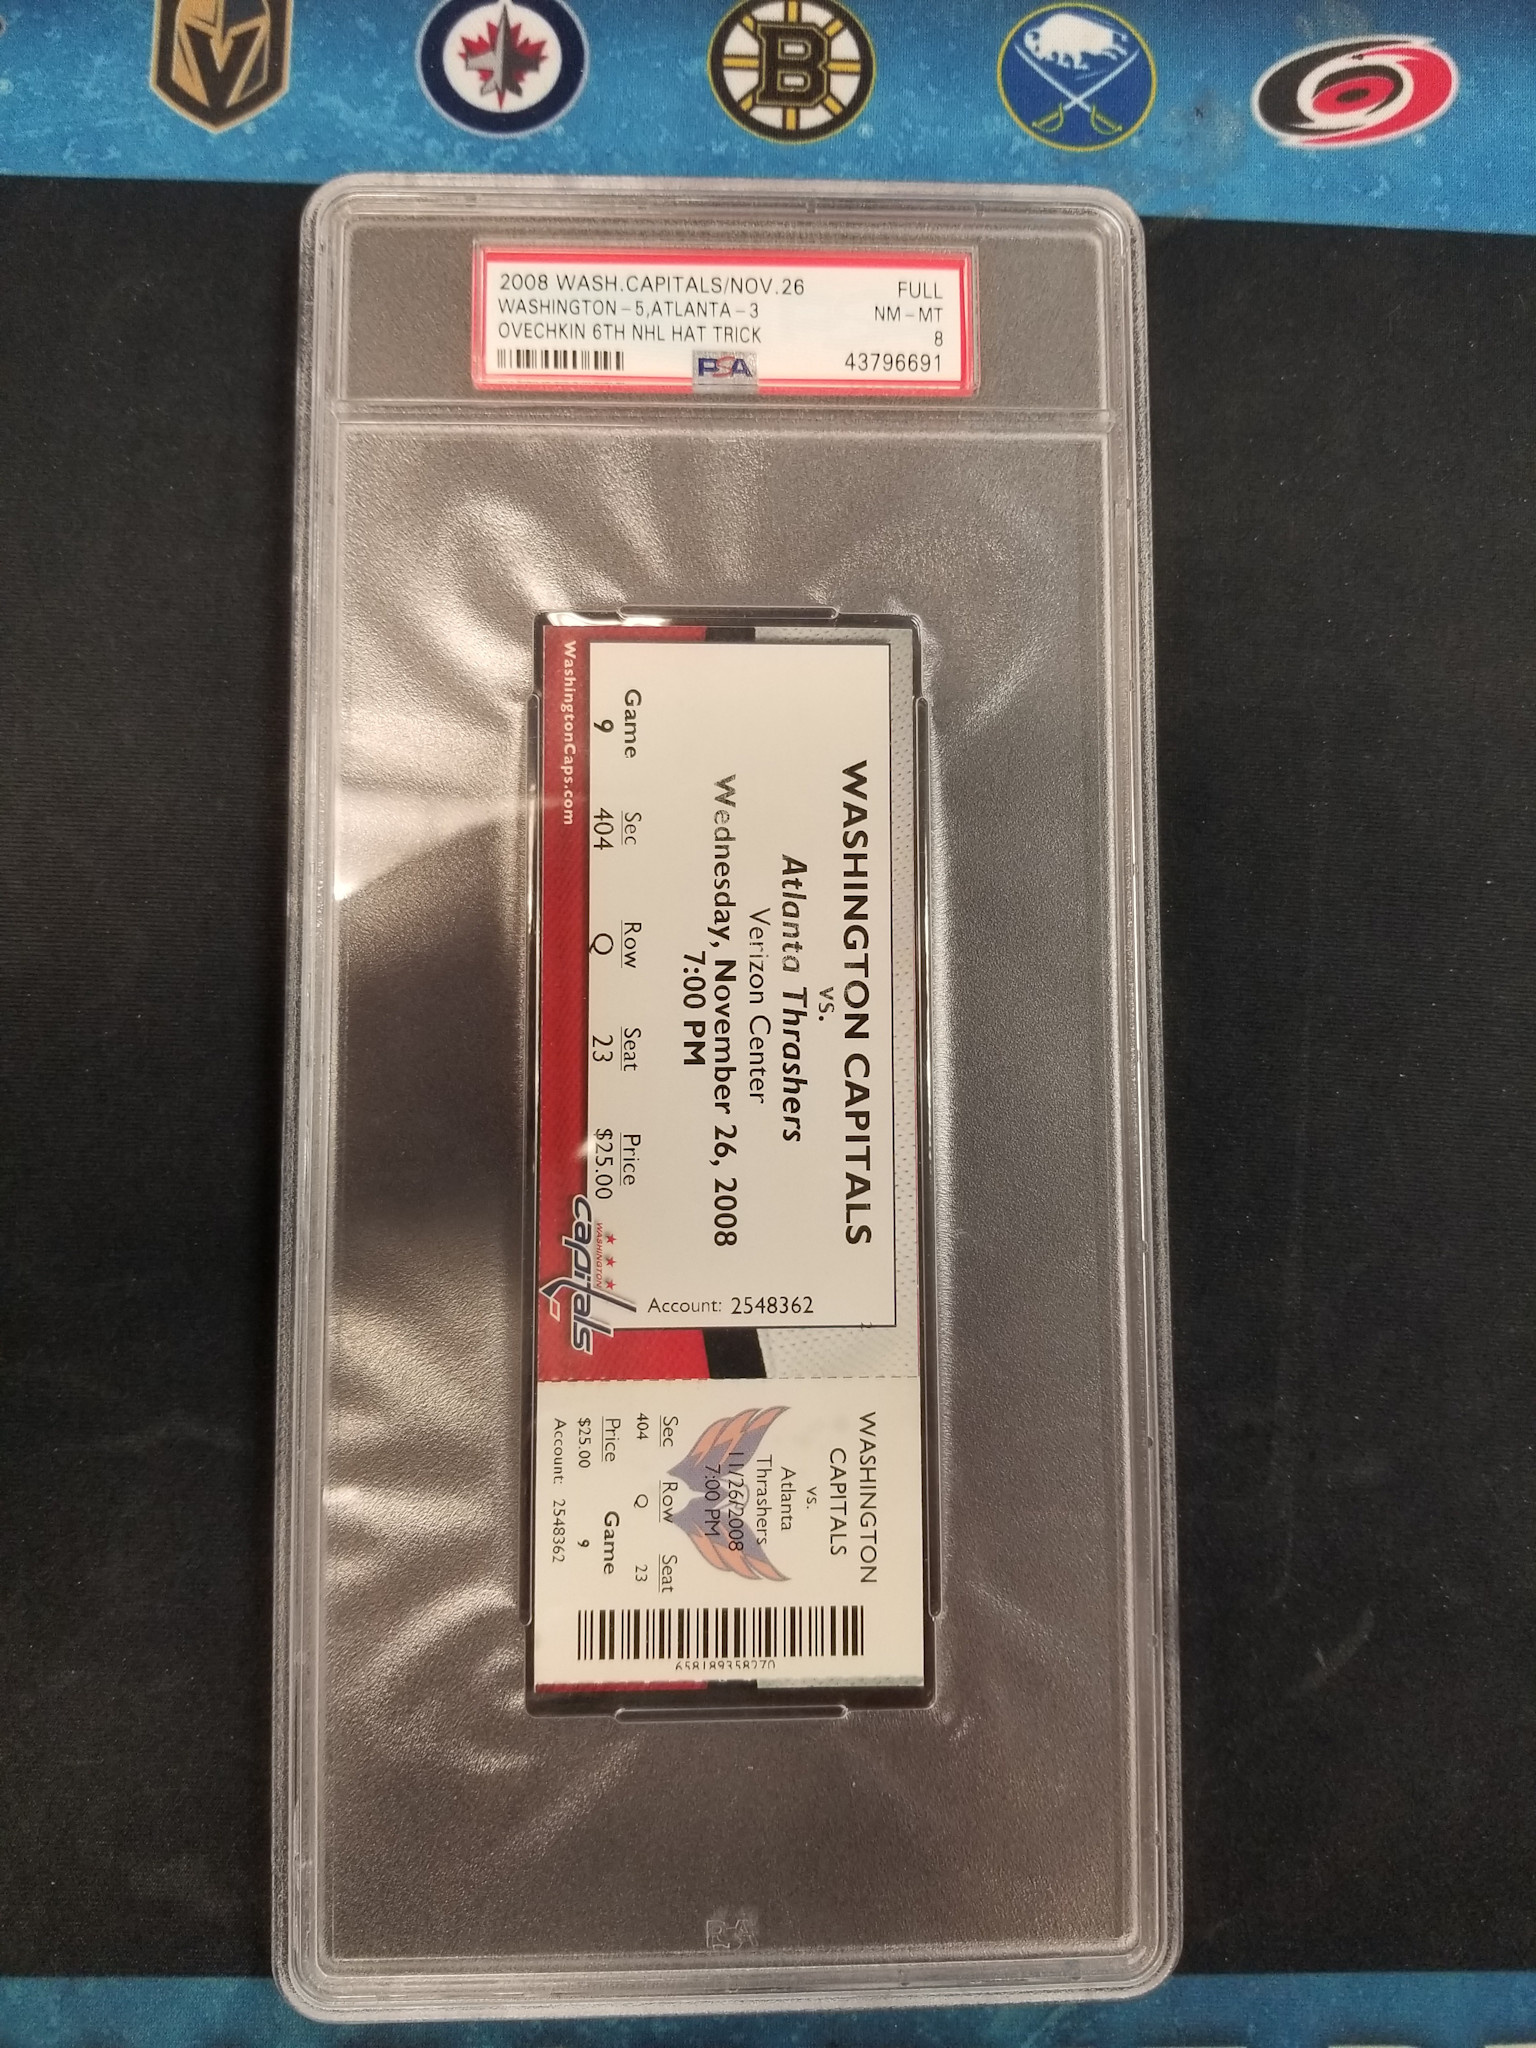 2008 WASH.CAPITALS/NOV.26 FULL
WASHINGTON-5,ATLANTA-3 NM-MT
OVECHKIN 6TH NHL HAT TRICK 8
PSA 43796691
WASHINGTON CAPITALS
vs.
Atlanta Thrashers
Verizon Center
Wednesday, November 26, 2008
7:00 PM
Account: 2548362
Game Sec Row Seat Price
9 404 Q 23 $25.00
WASHINGTON
capitals
WashingtonCaps.com
2
WASHINGTON
CAPITALS
vs.
Atlanta
Thrashers
11/26/2008
7:00 PM
Sec Row Seat
404 Q 23
Price Game
$25.00 9
Account: 2548362
B